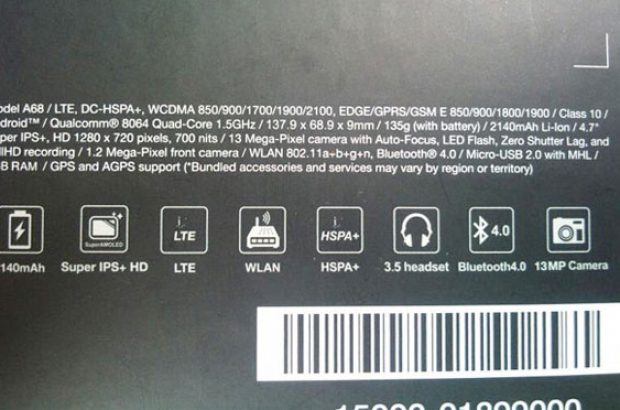 odel A68 / LTE, DC-HSPA+, WCDMA 850/900/1700/1900/2100, EDGE/GPRS/GSM E 850/900/1800/1900 / Class 10 /
ndroid™ / Qualcomm® 8064 Quad-Core 1.5GHz / 137.9 x 68.9 x 9mm / 135g (with battery) / 2140mAh Li-Ion / 4.7"
per IPS+, HD 1280 x 720 pixels, 700 nits / 13 Mega-Pixel camera with Auto-Focus, LED Flash, Zero Shutter Lag, and
HD recording / 1.2 Mega-Pixel front camera / WLAN 802.11a+b+g+n, Bluetooth® 4.0 / Micro-USB 2.0 with MHL /
B RAM / GPS and AGPS support (*Bundled accessories and services may vary by region or territory)
SuperAMOLED LTE HSPA+ 4.0
140mAh Super IPS+ HD LTE WLAN HSPA+ 3.5 headset Bluetooth4.0 13MP Camera